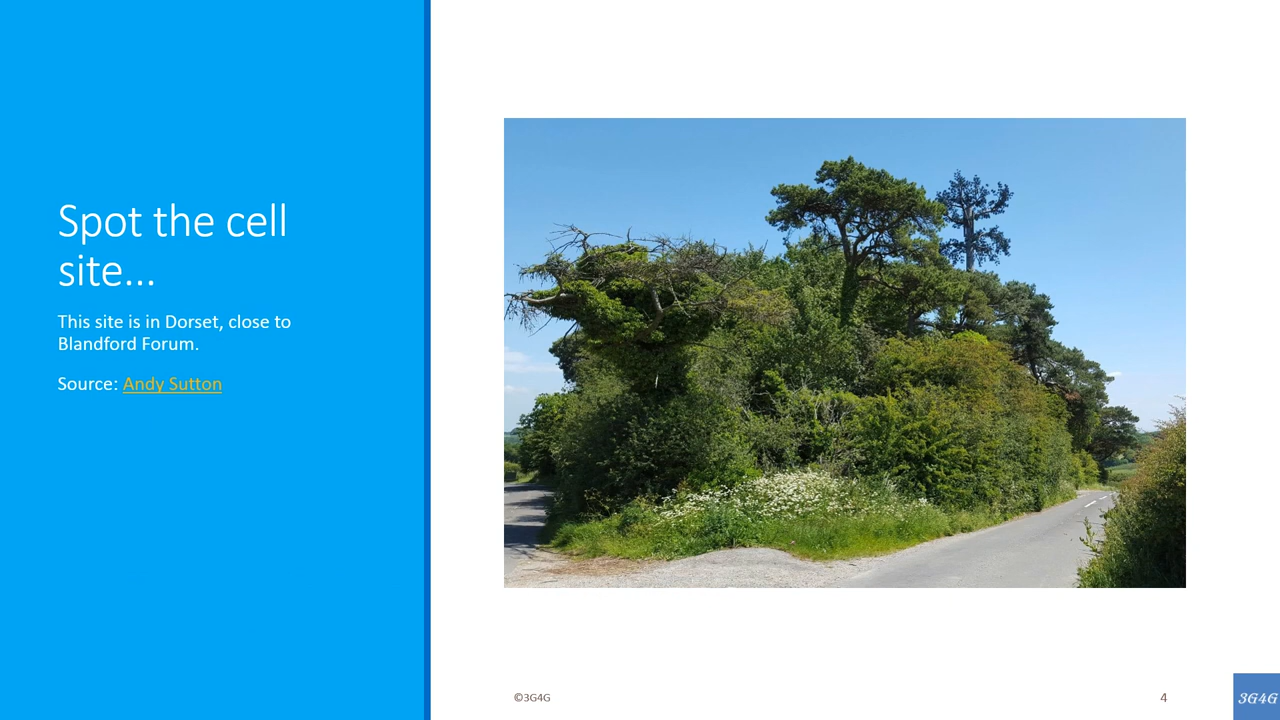 Spot the cell
site...
This site is in Dorset, close to
Blandford Forum.
Source: Andy Sutton
©3G4G
4
3G4G